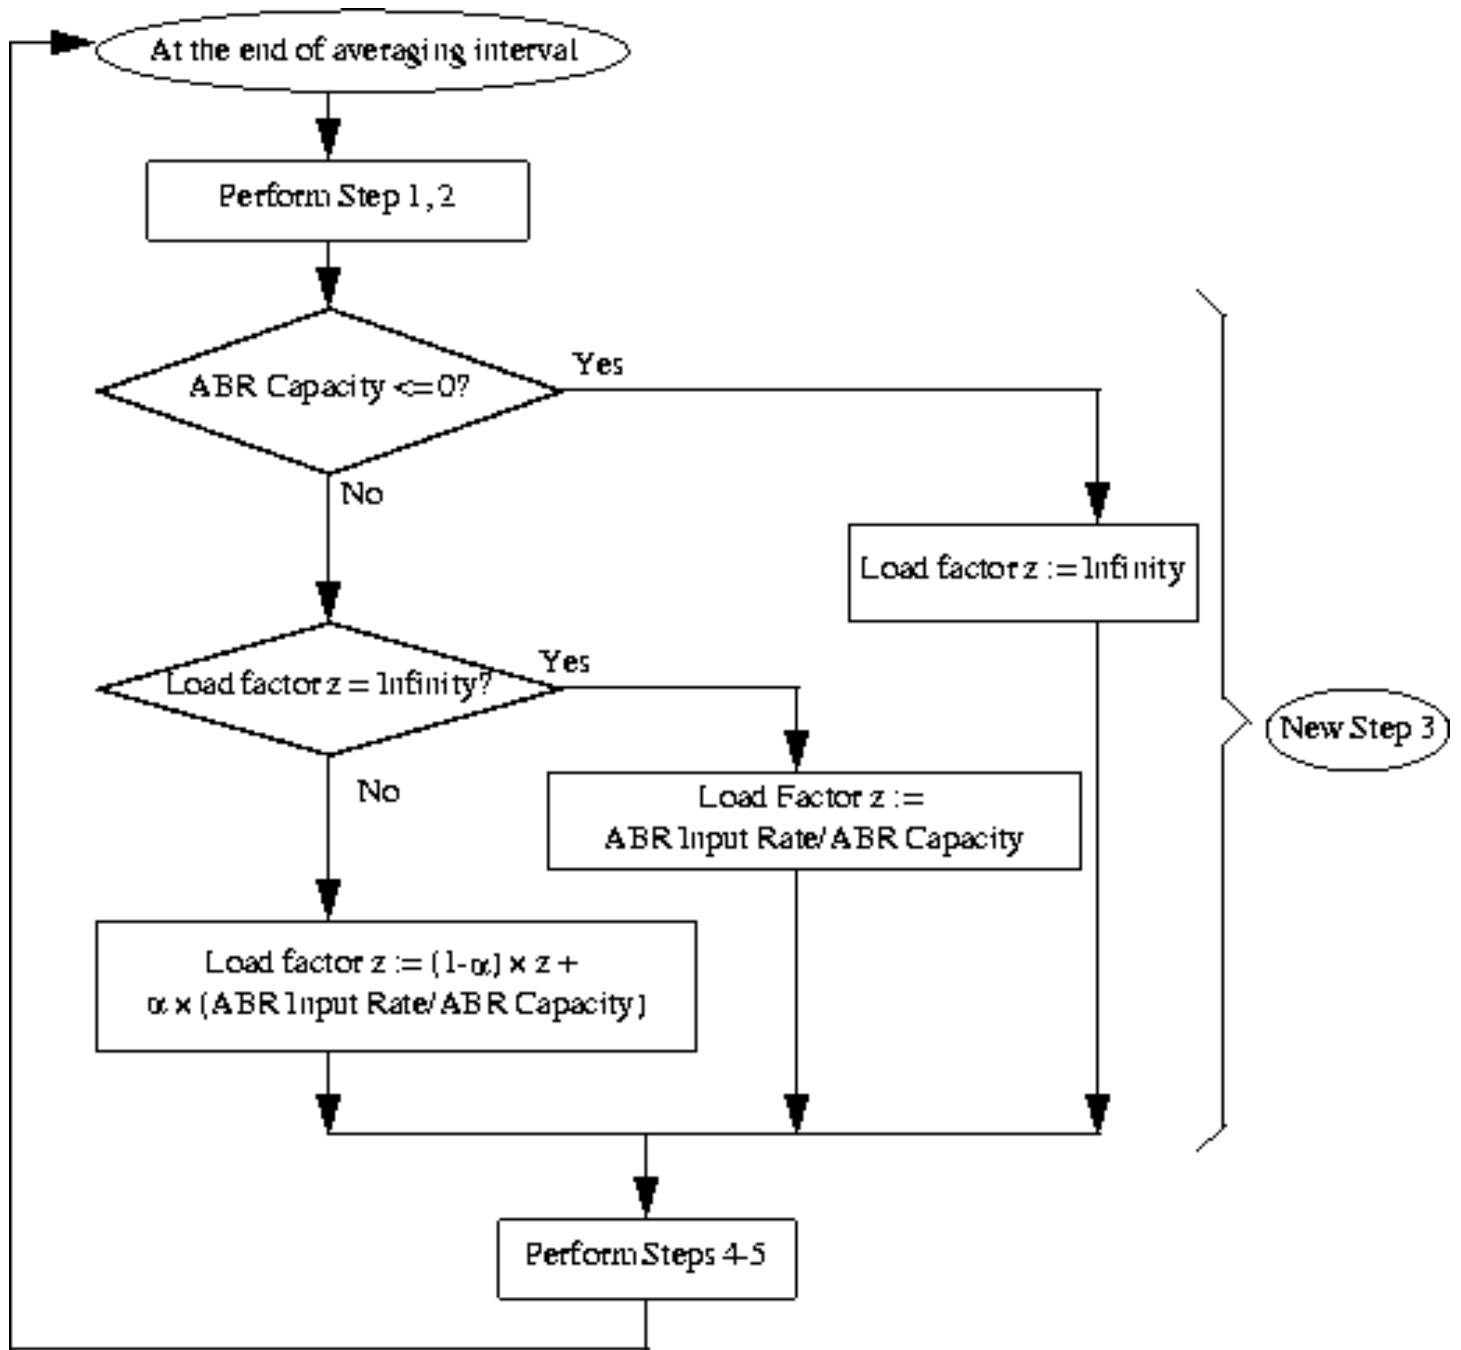 At the end of averaging interval
Perform Step 1, 2
ABR Capacity <=0?
Yes
No
Load factor z := Infinity
Load factor z = Infinity?
Yes
New Step 3
No
Load Factor z :=
ABR Input Rate/ABR Capacity
Load factor z := (1-α) × z +
α × (ABR Input Rate/ABR Capacity)
Perform Steps 4-5